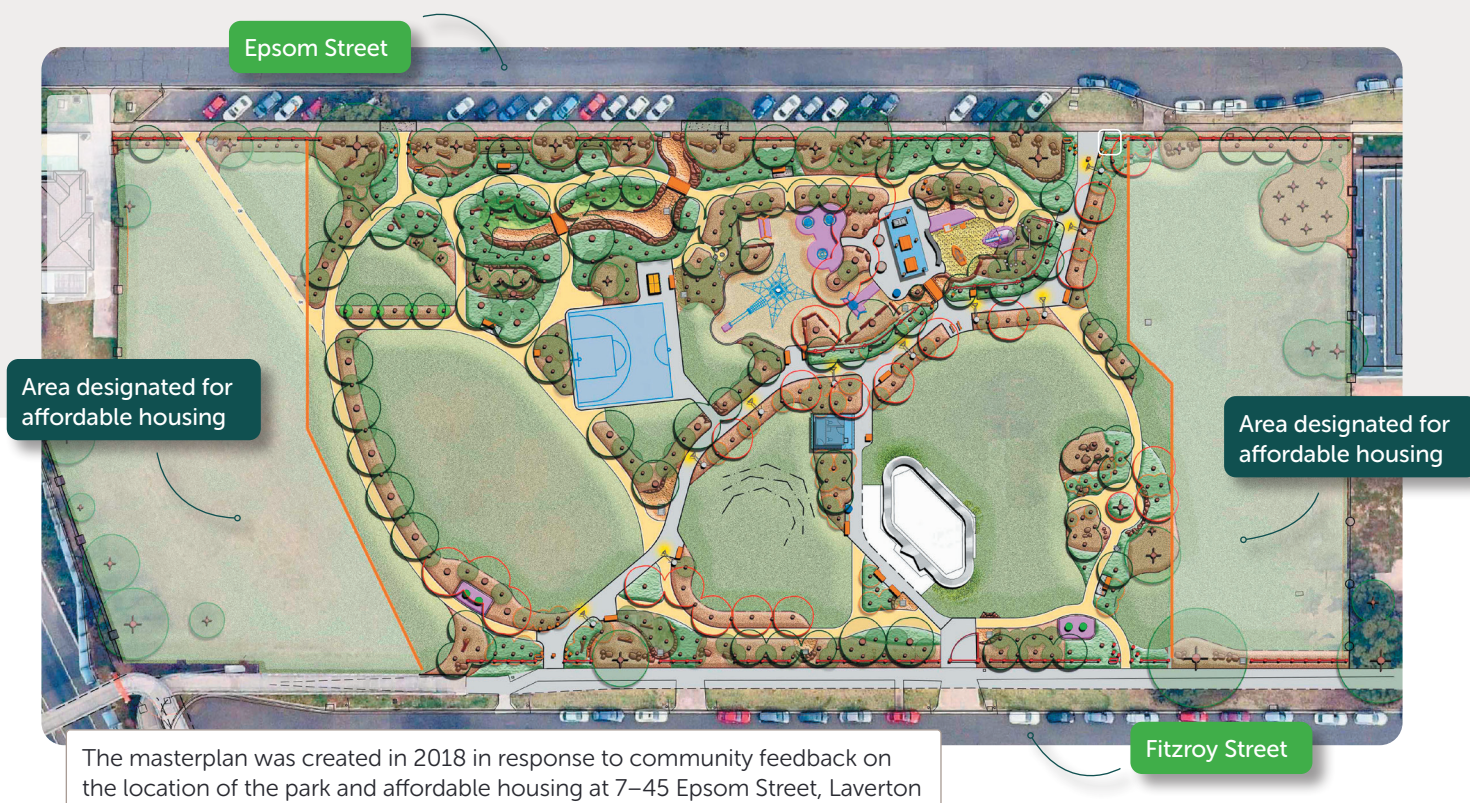 Epsom Street
Area designated for
affordable housing
Area designated for
affordable housing
Fitzroy Street
The masterplan was created in 2018 in response to community feedback on
the location of the park and affordable housing at 7–45 Epsom Street, Laverton